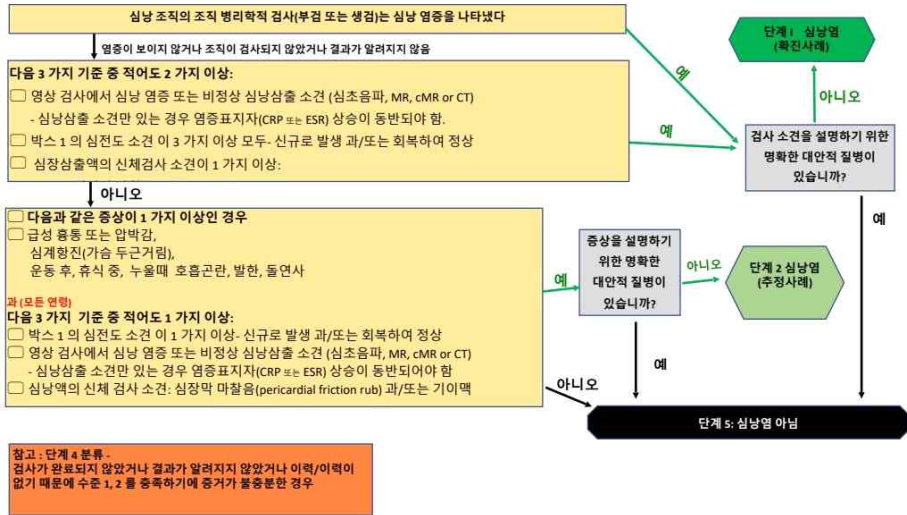 심낭 조직의 조직 병리학적 검사(부검 또는 생검)는 심낭 염증을 나타냈다
염증이 보이지 않거나 조직이 검사되지 않았거나 결과가 알려지지 않음
다음 3 가지 기준 중 적어도 2 가지 이상:
영상 검사에서 심낭 염증 또는 비정상 심낭삼출 소견 (심초음파, MR, cMR or CT)
- 심낭삼출 소견만 있는 경우 염증표지자(CRP 또는 ESR) 상승이 동반되야 함.
박스 1 의 심전도 소견 이 3 가지 이상 모두- 신규로 발생 과/또는 회복하여 정상
심장삼출액의 신체검사 소견이 1 가지 이상:
예
예
단계 I 심낭염
(확진사례)
아니오
검사 소견을 설명하기 위한
명확한 대안적 질병이
있습니까?
예
아니오
다음과 같은 증상이 1 가지 이상인 경우
급성 흉통 또는 압박감,
심계항진(가슴 두근거림),
운동 후, 휴식 중, 누울때 호흡곤란, 발한, 돌연사
과 (모든 연령)
다음 3 가지 기준 중 적어도 1 가지 이상:
박스 1 의 심전도 소견 이 1 가지 이상- 신규로 발생 과/또는 회복하여 정상
영상 검사에서 심낭 염증 또는 비정상 심낭삼출 소견 (심초음파, MR, cMR or CT)
- 심낭삼출 소견만 있는 경우 염증표지자(CRP 또는 ESR) 상승이 동반되어야 함
심낭액의 신체 검사 소견: 심장막 마찰음(pericardial friction rub) 과/또는 기이맥
예
증상을 설명하기
위한 명확한
대안적 질병이
있습니까?
아니오
단계 2 심낭염
(추정사례)
예
아니오
단계 5: 심낭염 아님
참고 : 단계 4 분류 -
검사가 완료되지 않았거나 결과가 알려지지 않았거나 이력/이력이
없기 때문에 수준 1, 2 를 충족하기에 증거가 불충분한 경우